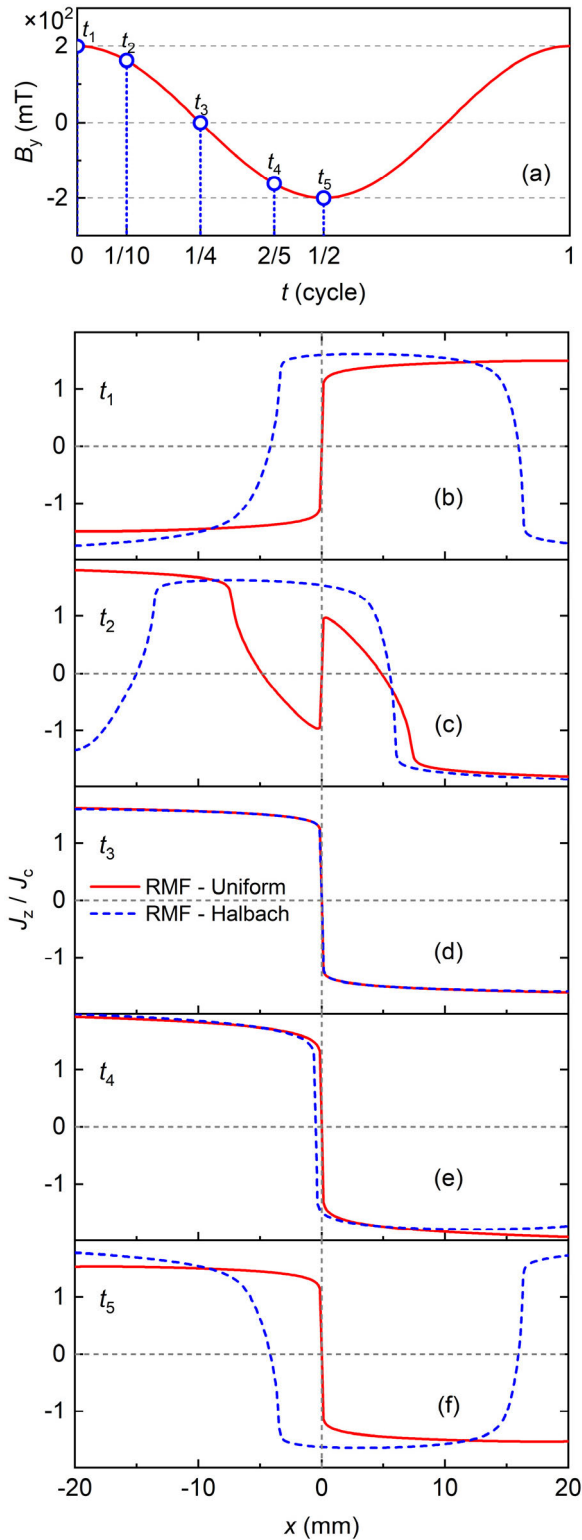 ×10²
2
0
-2
B_y (mT)
t₁
t₂
t₃
t₄
t₅
(a)
0 1/10 1/4 2/5 1/2 1
t (cycle)
J_z / J_c
1
0
-1
t₁
(b)
1
0
-1
t₂
(c)
1
0
-1
t₃
RMF - Uniform
RMF - Halbach
(d)
1
0
-1
t₄
(e)
1
0
-1
t₅
(f)
-20 -10 0 10 20
x (mm)